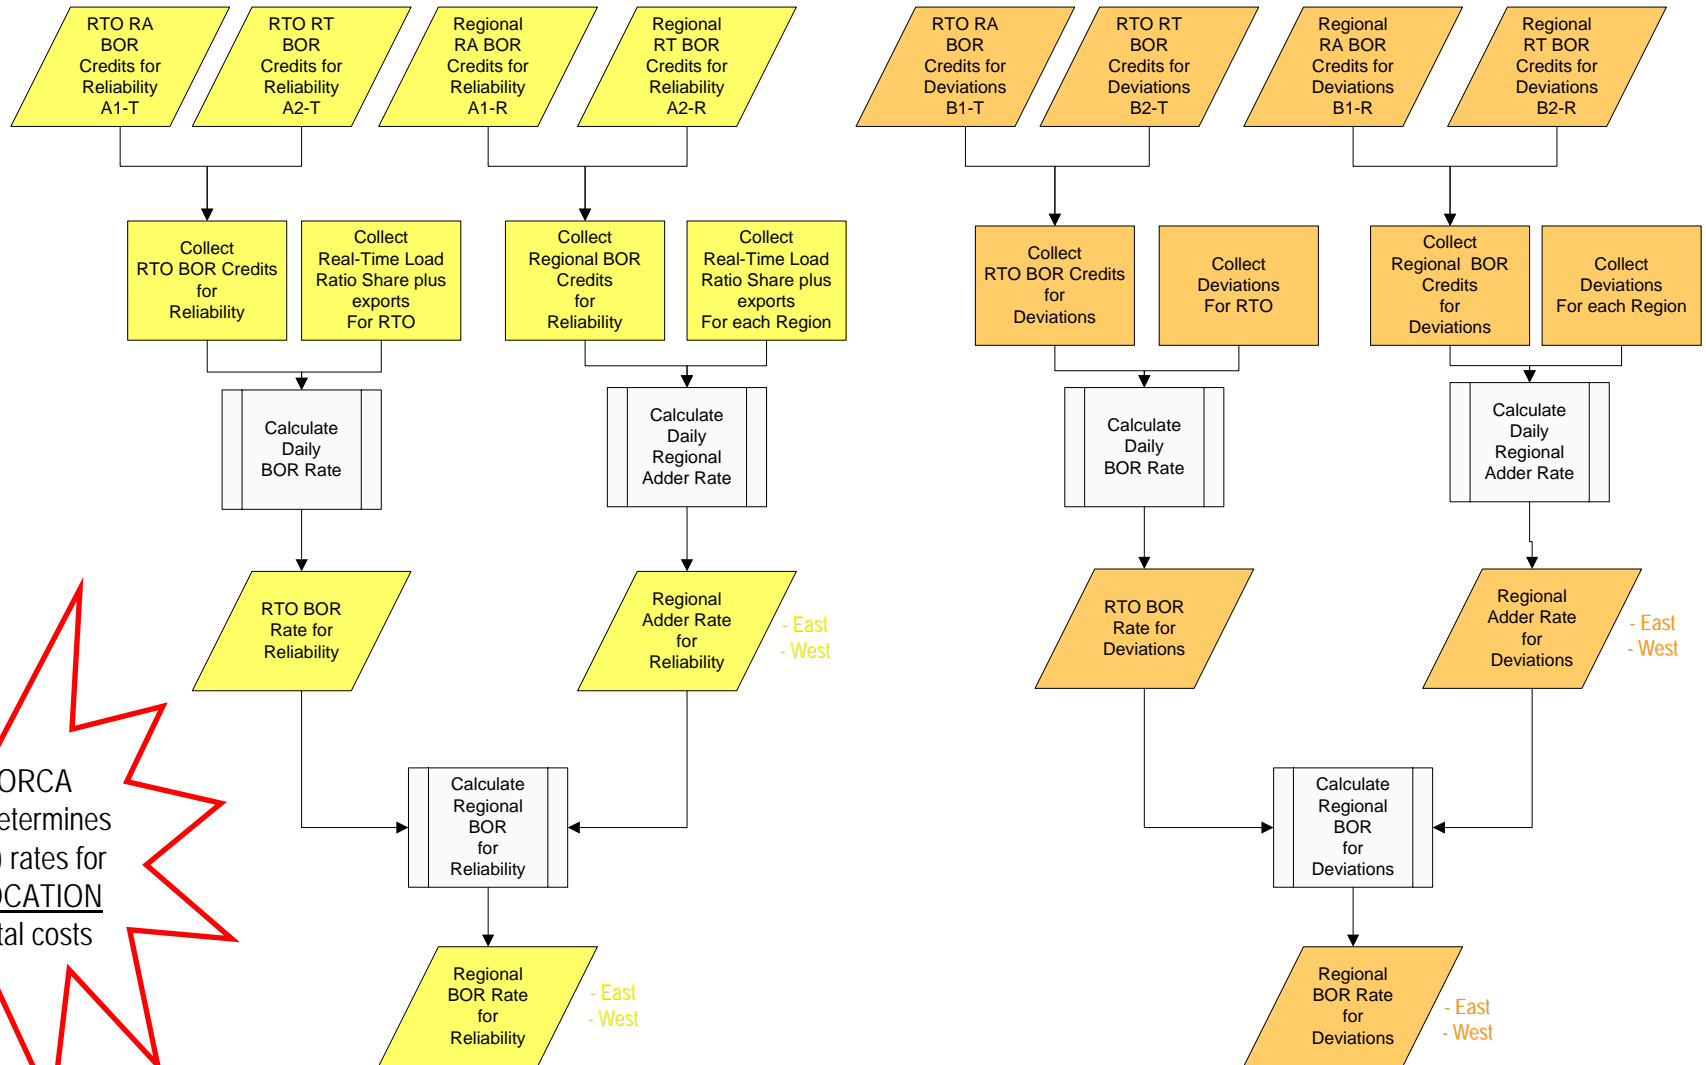 RTO RA
BOR
Credits for
Reliability
A1-T
RTO RT
BOR
Credits for
Reliability
A2-T
Regional
RA BOR
Credits for
Reliability
A1-R
Regional
RT BOR
Credits for
Reliability
A2-R
RTO RA
BOR
Credits for
Deviations
B1-T
RTO RT
BOR
Credits for
Deviations
B2-T
Regional
RA BOR
Credits for
Deviations
B1-R
Regional
RT BOR
Credits for
Deviations
B2-R
Collect
RTO BOR Credits
for
Reliability
Collect
Real-Time Load
Ratio Share plus
exports
For RTO
Collect
Regional BOR
Credits
for
Reliability
Collect
Real-Time Load
Ratio Share plus
exports
For each Region
Collect
RTO BOR Credits
for
Deviations
Collect
Deviations
For RTO
Collect
Regional BOR
Credits
for
Deviations
Collect
Deviations
For each Region
Calculate
Daily
BOR Rate
Calculate
Daily
Regional
Adder Rate
Calculate
Daily
BOR Rate
Calculate
Daily
Regional
Adder Rate
RTO BOR
Rate for
Reliability
Regional
Adder Rate
for
Reliability
- East
- West
RTO BOR
Rate for
Deviations
Regional
Adder Rate
for
Deviations
- East
- West
ORCA
etermines
) rates for
OCATION
tal costs
Calculate
Regional
BOR
for
Reliability
Calculate
Regional
BOR
for
Deviations
Regional
BOR Rate
for
Reliability
- East
- West
Regional
BOR Rate
for
Deviations
- East
- West